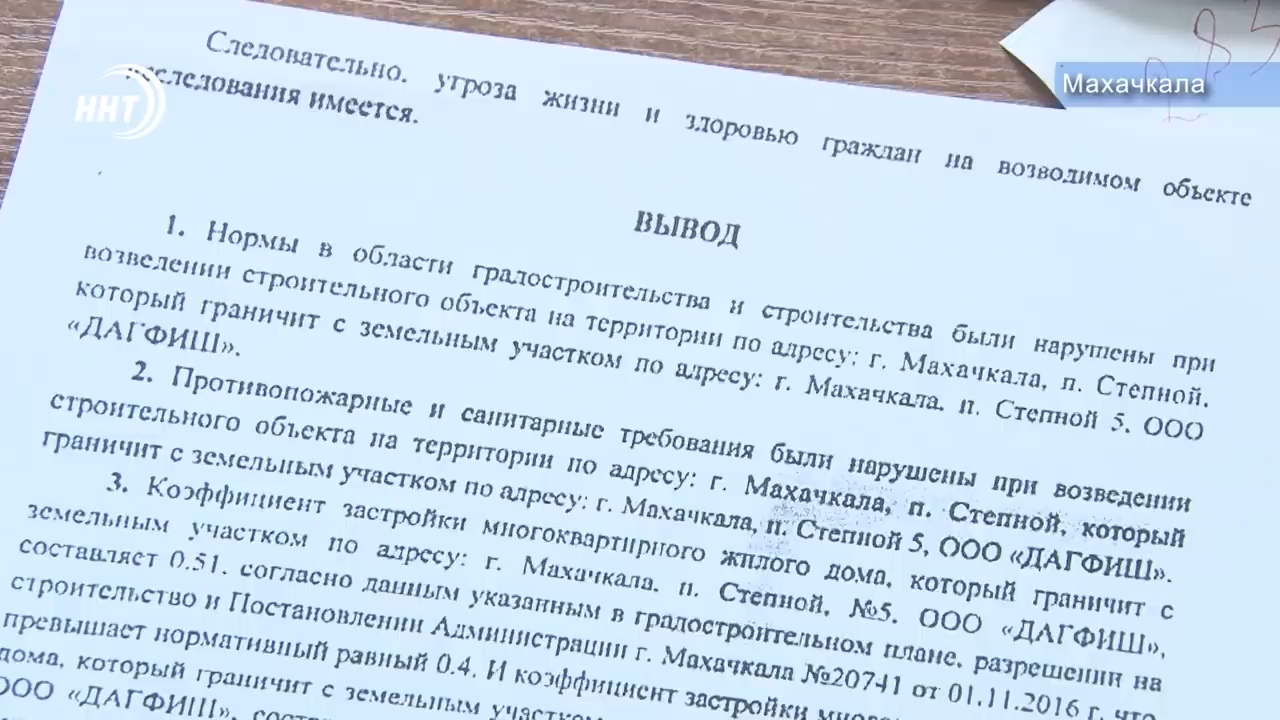 Следовательно, угроза жизни и здоровью граждан на возводимом объекте
исследования имеется.
ВЫВОД
1. Нормы в области градостроительства и строительства были нарушены при
возведении строительного объекта на территории по адресу: г. Махачкала, п. Степной,
который граничит с земельным участком по адресу: г. Махачкала, п. Степной 5, ООО
«ДАГФИШ».
2. Противопожарные и санитарные требования были нарушены при возведении
строительного объекта на территории по адресу: г. Махачкала, п. Степной, который
граничит с земельным участком по адресу: г. Махачкала, п. Степной 5, ООО «ДАГФИШ».
3. Коэффициент застройки многоквартирного жилого дома, который граничит с
земельным участком по адресу: г. Махачкала, п. Степной, №5, ООО «ДАГФИШ»,
составляет 0.51, согласно данным указанным в градостроительном плане, разрешении на
строительство и Постановлении Администрации г. Махачкала №20741 от 01.11.2016 г. что
превышает нормативный равный 0.4. И коэффициент застройки
дома, который граничит с земельным участком
ООО «ДАГФИШ»,
ННТ
Махачкала